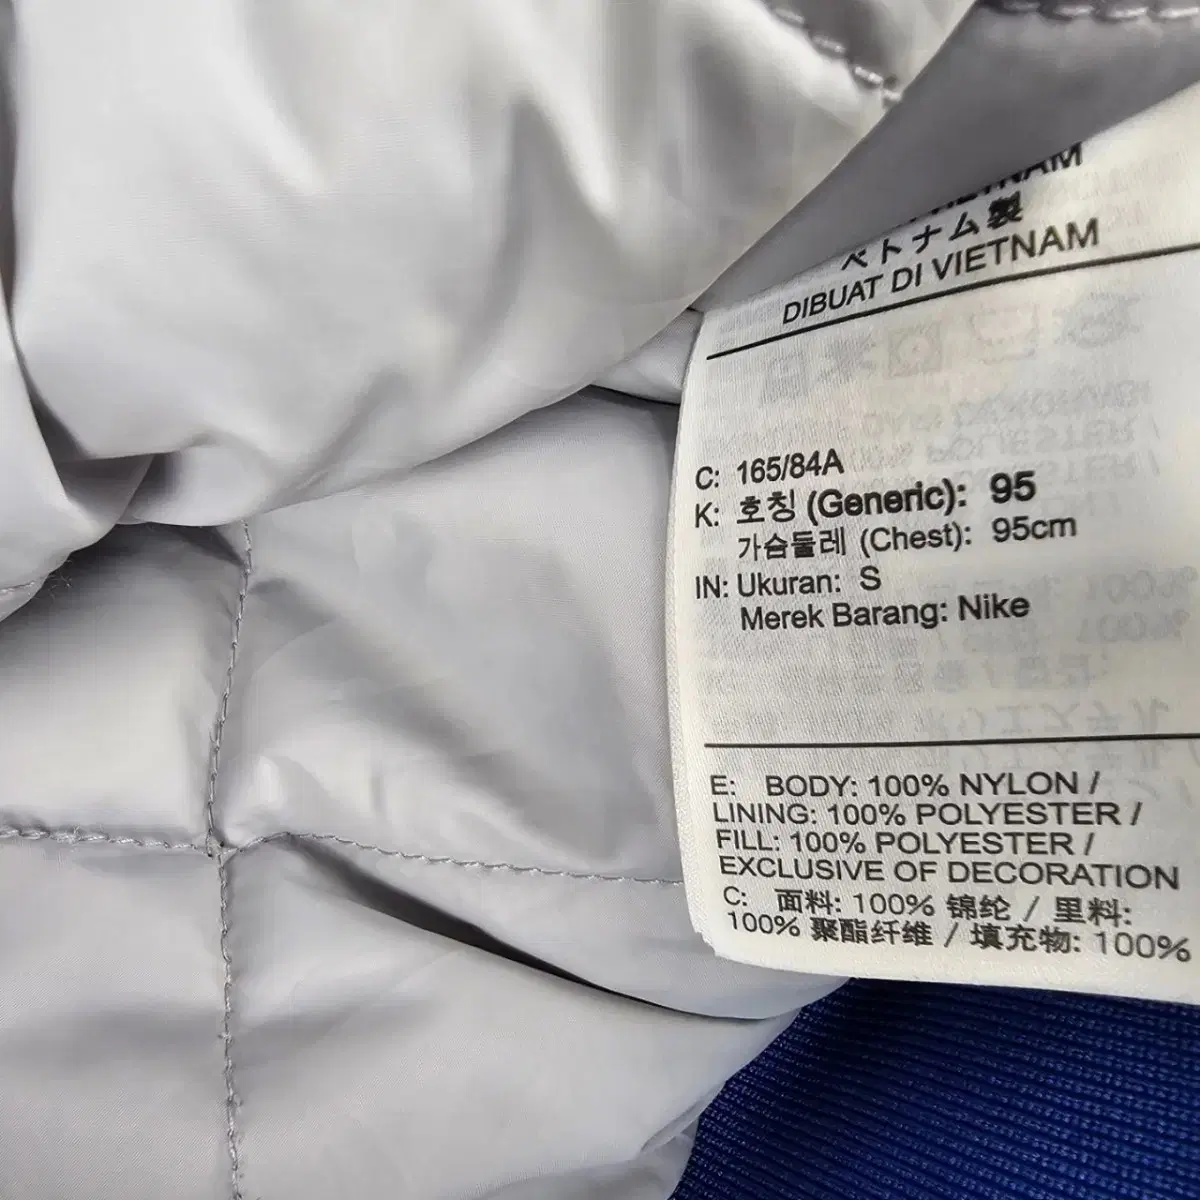 VIETNAM
ベトナム製
DIBUAT DI VIETNAM
C: 165/84A
K: 호칭 (Generic): 95
가슴둘레 (Chest): 95cm
IN: Ukuran: S
Merek Barang: Nike
E: BODY: 100% NYLON /
LINING: 100% POLYESTER /
FILL: 100% POLYESTER /
EXCLUSIVE OF DECORATION
C: 面料: 100% 锦纶 / 里料:
100% 聚酯纤维 / 填充物: 100%